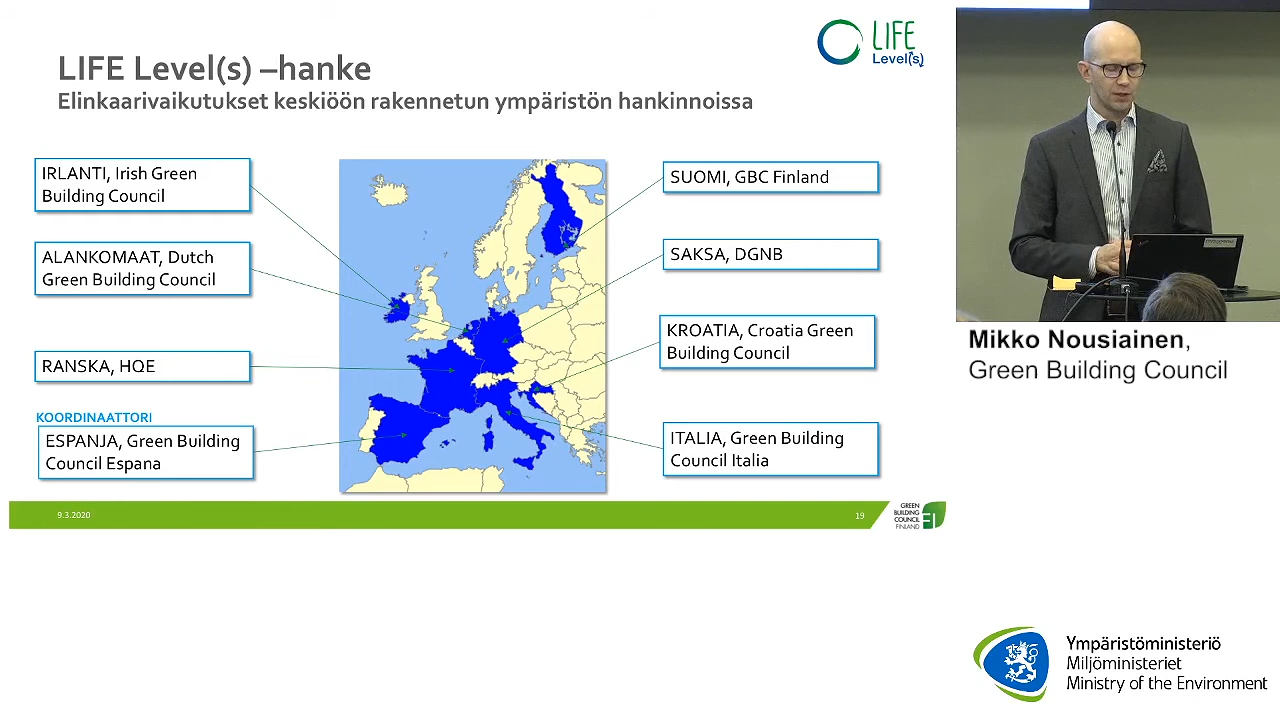 LIFE Level(s) –hanke
Elinkaarivaikutukset keskiöön rakennetun ympäristön hankinnoissa
LIFE
Level(s)
IRLANTI, Irish Green
Building Council
ALANKOMAAT, Dutch
Green Building Council
RANSKA, HQE
KOORDINAATTORI
ESPANJA, Green Building
Council Espana
SUOMI, GBC Finland
SAKSA, DGNB
KROATIA, Croatia Green
Building Council
ITALIA, Green Building
Council Italia
9.3.2020
19
GREEN
BUILDING
COUNCIL
FINLAND
Mikko Nousiainen,
Green Building Council
Ympäristöministeriö
Miljöministeriet
Ministry of the Environment